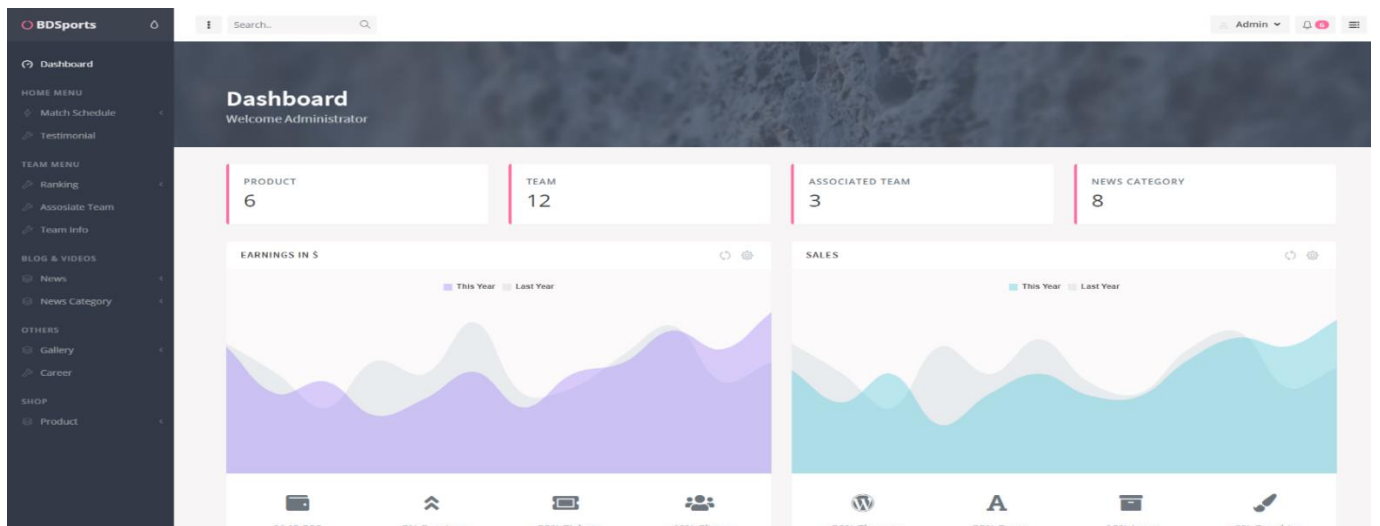 BDSports
Search..
Admin
6
Dashboard
HOME MENU
Match Schedule
Testimonial
TEAM MENU
Ranking
Assosiate Team
Team Info
BLOG & VIDEOS
News
News Category
OTHERS
Gallery
Career
SHOP
Product
Dashboard
Welcome Administrator
PRODUCT
6
TEAM
12
ASSOCIATED TEAM
3
NEWS CATEGORY
8
EARNINGS IN $
This Year Last Year
SALES
This Year Last Year